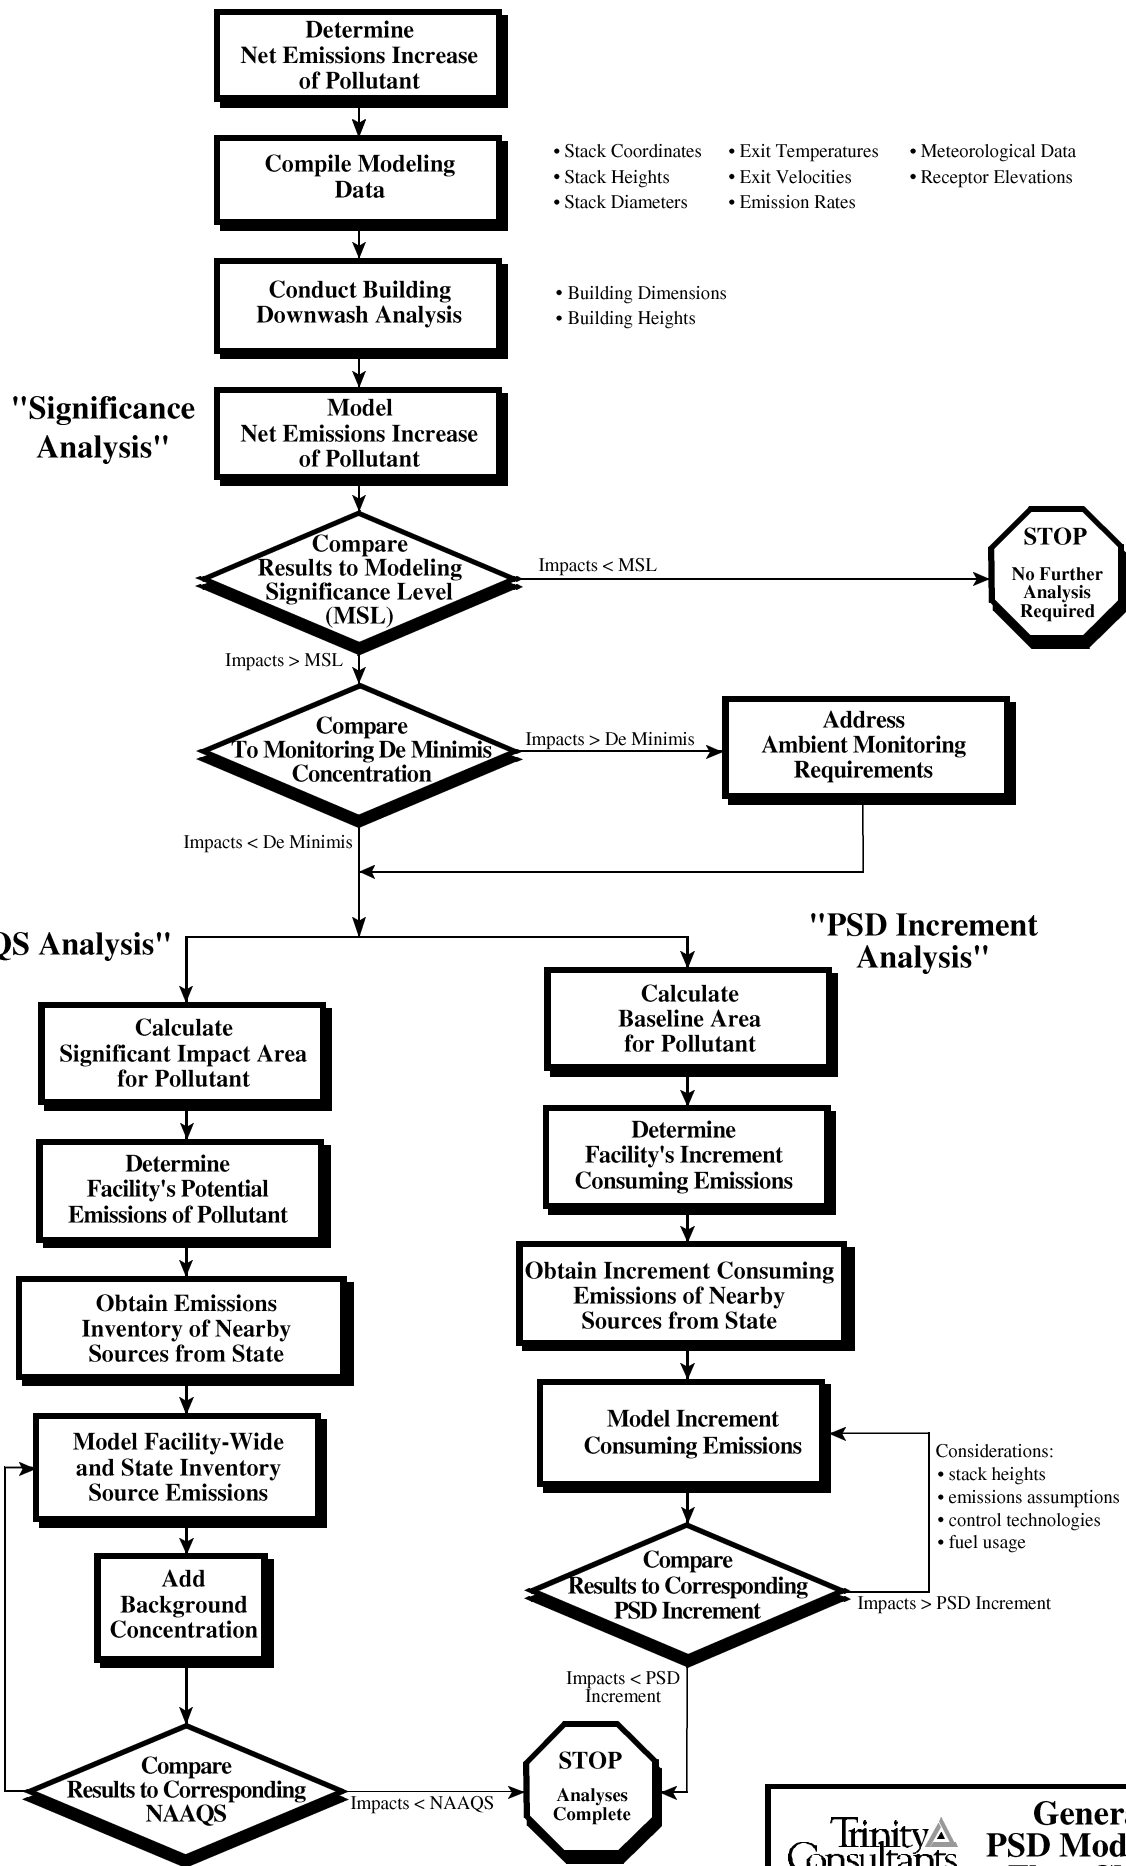 Determine
Net Emissions Increase
of Pollutant
Compile Modeling
Data
• Stack Coordinates
• Stack Heights
• Stack Diameters
• Exit Temperatures
• Exit Velocities
• Emission Rates
• Meteorological Data
• Receptor Elevations
Conduct Building
Downwash Analysis
• Building Dimensions
• Building Heights
"Significance
Analysis"
Model
Net Emissions Increase
of Pollutant
Compare
Results to Modeling
Significance Level
(MSL)
Impacts < MSL
STOP
No Further
Analysis
Required
Impacts > MSL
Compare
To Monitoring De Minimis
Concentration
Impacts > De Minimis
Address
Ambient Monitoring
Requirements
Impacts < De Minimis
QS Analysis"
"PSD Increment
Analysis"
Calculate
Significant Impact Area
for Pollutant
Determine
Facility's Potential
Emissions of Pollutant
Obtain Emissions
Inventory of Nearby
Sources from State
Model Facility-Wide
and State Inventory
Source Emissions
Add
Background
Concentration
Compare
Results to Corresponding
NAAQS
Impacts < NAAQS
Calculate
Baseline Area
for Pollutant
Determine
Facility's Increment
Consuming Emissions
Obtain Increment Consuming
Emissions of Nearby
Sources from State
Model Increment
Consuming Emissions
Considerations:
• stack heights
• emissions assumptions
• control technologies
• fuel usage
Compare
Results to Corresponding
PSD Increment
Impacts > PSD Increment
Impacts < PSD
Increment
STOP
Analyses
Complete
Trinity
Consultants
Genera
PSD Mod